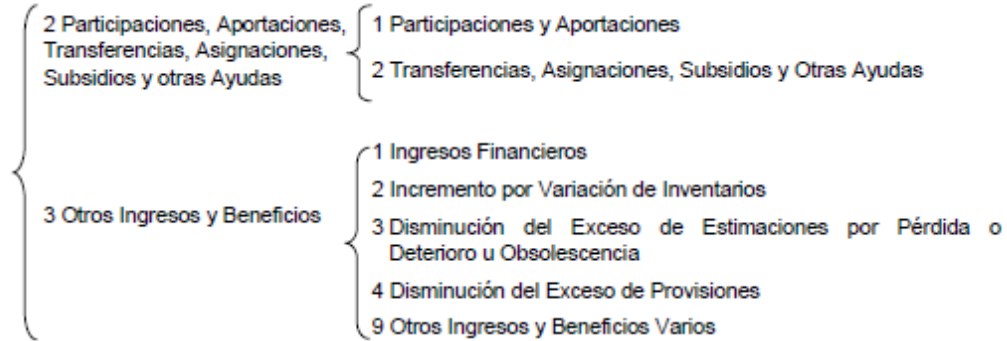 2 Participaciones, Aportaciones,
Transferencias, Asignaciones,
Subsidios y otras Ayudas
1 Participaciones y Aportaciones
2 Transferencias, Asignaciones, Subsidios y Otras Ayudas
3 Otros Ingresos y Beneficios
1 Ingresos Financieros
2 Incremento por Variación de Inventarios
3 Disminución del Exceso de Estimaciones por Pérdida o
Deterioro u Obsolescencia
4 Disminución del Exceso de Provisiones
9 Otros Ingresos y Beneficios Varios